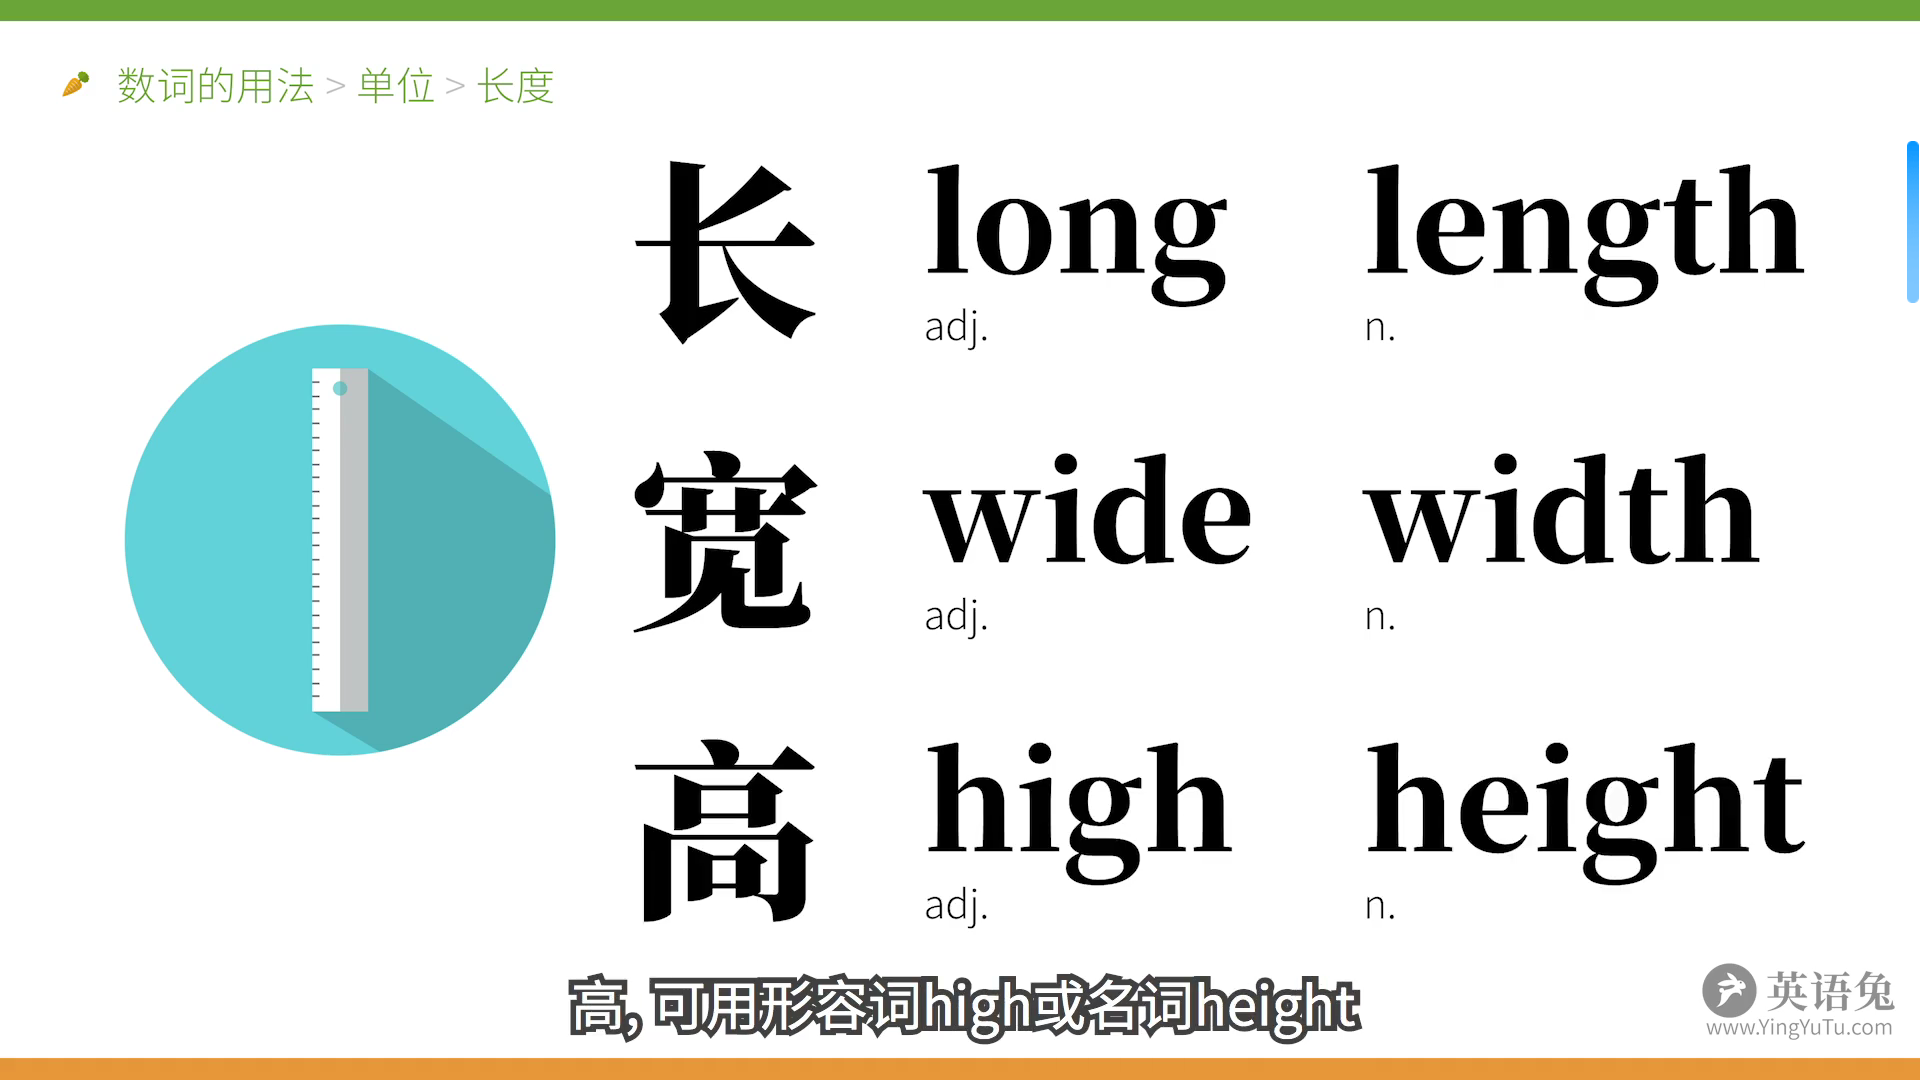 数词的用法 > 单位 > 长度
长 long length
adj. n.
宽 wide width
adj. n.
高 high height
adj. n.
高, 可用形容词high或名词height
英语兔
www.YingYuTu.com